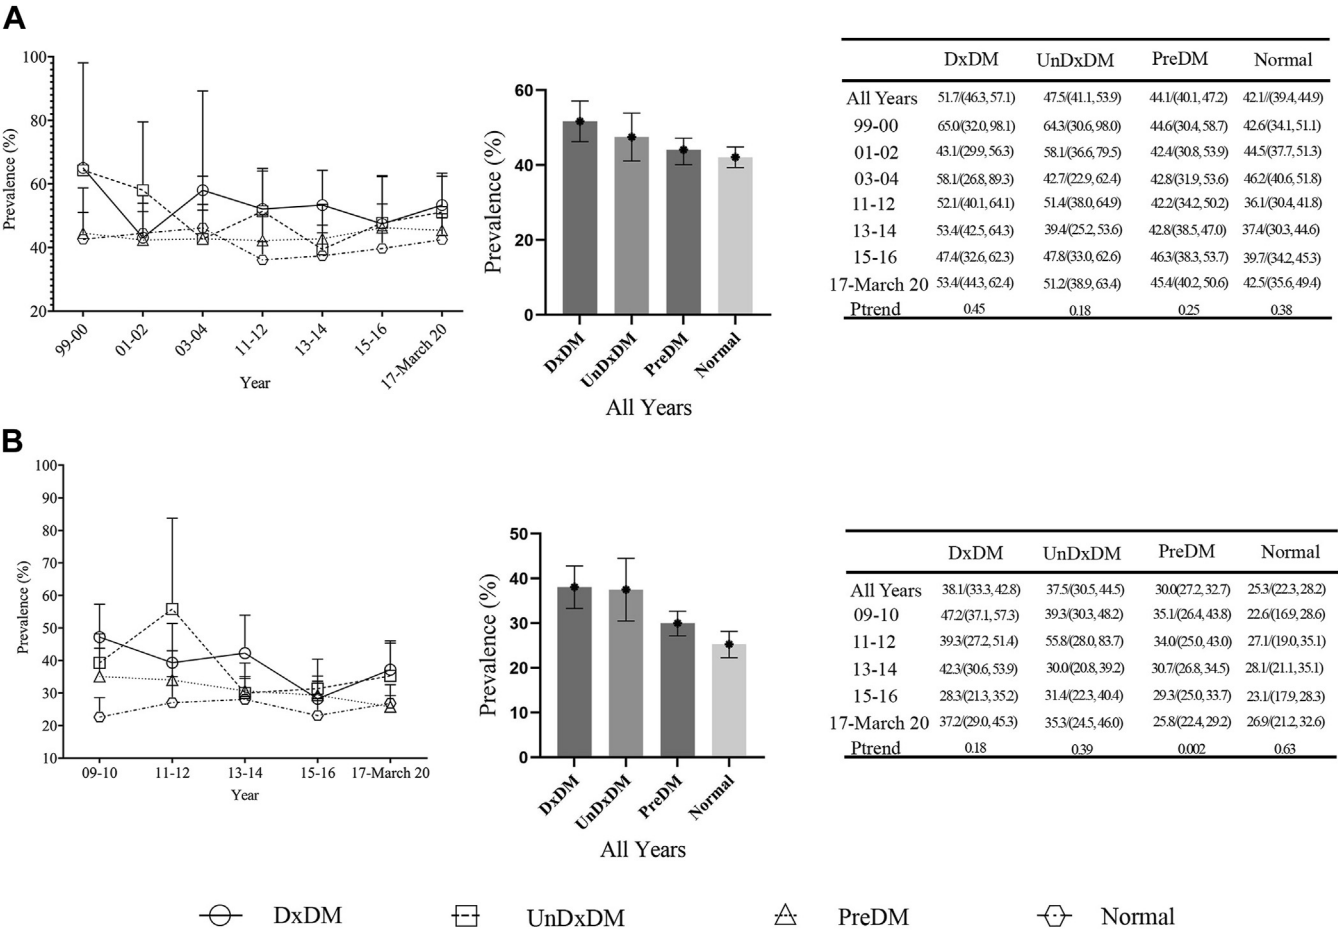 A
Prevalence (%)
100
80
60
40
20
99-00
01-02
03-04
11-12
13-14
15-16
17-March 20
Year
Prevalence (%)
60
40
20
0
DxDM
UnDxDM
PreDM
Normal
All Years
DxDM UnDxDM PreDM Normal
All Years 51.7/(46.3, 57.1) 47.5/(41.1, 53.9) 44.1/(40.1, 47.2) 42.1//(39.4, 44.9)
99-00 65.0/(32.0, 98.1) 64.3/(30.6, 98.0) 44.6/(30.4, 58.7) 42.6/(34.1, 51.1)
01-02 43.1/(29.9, 56.3) 58.1/(36.6, 79.5) 42.4/(30.8, 53.9) 44.5/(37.7, 51.3)
03-04 58.1/(26.8, 89.3) 42.7/(22.9, 62.4) 42.8/(31.9, 53.6) 46.2/(40.6, 51.8)
11-12 52.1/(40.1, 64.1) 51.4/(38.0, 64.9) 42.2/(34.2, 50.2) 36.1/(30.4, 41.8)
13-14 53.4/(42.5, 64.3) 39.4/(25.2, 53.6) 42.8/(38.5, 47.0) 37.4/(30.3, 44.6)
15-16 47.4/(32.6, 62.3) 47.8/(33.0, 62.6) 46.3/(38.3, 53.7) 39.7/(34.2, 45.3)
17-March 20 53.4/(44.3, 62.4) 51.2/(38.9, 63.4) 45.4/(40.2, 50.6) 42.5/(35.6, 49.4)
Ptrend 0.45 0.18 0.25 0.38
B
Prevalence (%)
100
90
80
70
60
50
40
30
20
10
09-10 11-12 13-14 15-16 17-March 20
Year
Prevalence (%)
50
40
30
20
10
0
DxDM
UnDxDM
PreDM
Normal
All Years
DxDM UnDxDM PreDM Normal
All Years 38.1/(33.3, 42.8) 37.5/(30.5, 44.5) 30.0(27.2, 32.7) 25.3/(22.3, 28.2)
09-10 47.2/(37.1, 57.3) 39.3(30.3, 48.2) 35.1(26.4, 43.8) 22.6(16.9, 28.6)
11-12 39.3(27.2, 51.4) 55.8(28.0, 83.7) 34.0(25.0, 43.0) 27.1(19.0, 35.1)
13-14 42.3(30.6, 53.9) 30.0(20.8, 39.2) 30.7(26.8, 34.5) 28.1(21.1, 35.1)
15-16 28.3(21.3, 35.2) 31.4(22.3, 40.4) 29.3(25.0, 33.7) 23.1(17.9, 28.3)
17-March 20 37.2(29.0, 45.3) 35.3(24.5, 46.0) 25.8(22.4, 29.2) 26.9(21.2, 32.6)
Ptrend 0.18 0.39 0.002 0.63
DxDM UnDxDM PreDM Normal